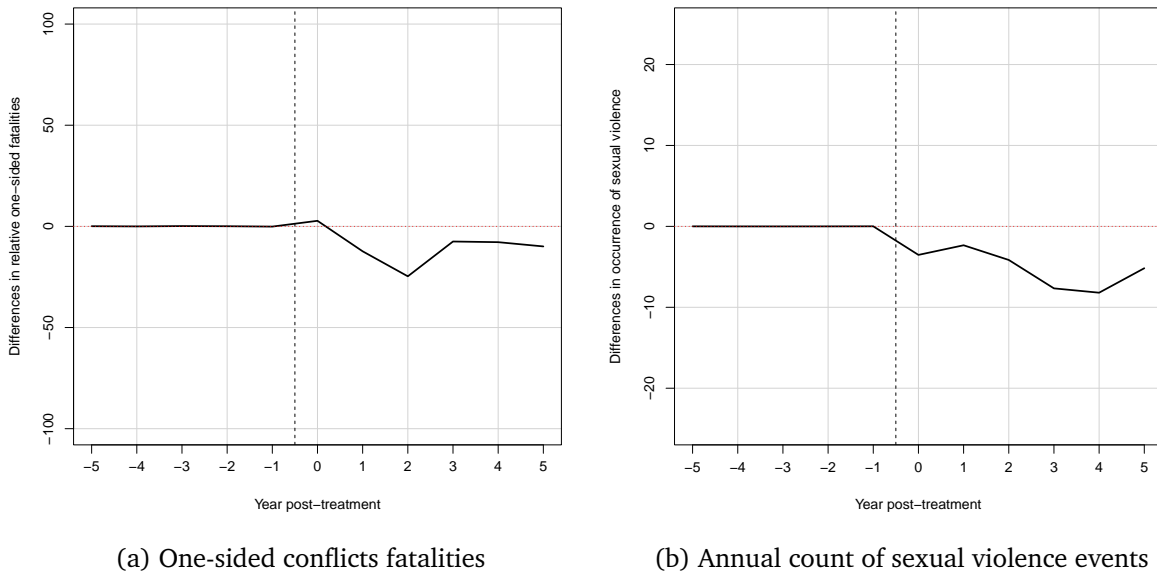 Differences in relative one−sided fatalities
100
50
0
−50
−100
−5 −4 −3 −2 −1 0 1 2 3 4 5
Year post−treatment
(a) One-sided conflicts fatalities
Differences in occurrence of sexual violence
20
10
0
−10
−20
−5 −4 −3 −2 −1 0 1 2 3 4 5
Year post−treatment
(b) Annual count of sexual violence events